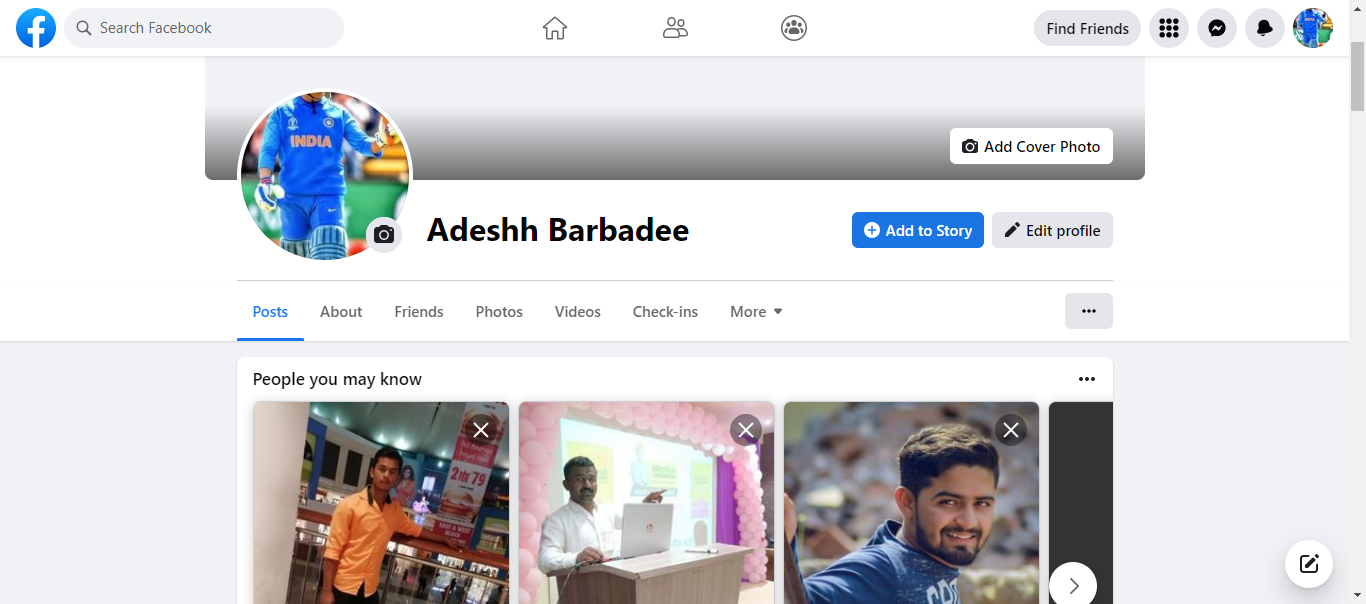 Search Facebook
Find Friends
INDIA
Add Cover Photo
Adeshh Barbadee
Add to Story
Edit profile
Posts
About
Friends
Photos
Videos
Check-ins
More
People you may know